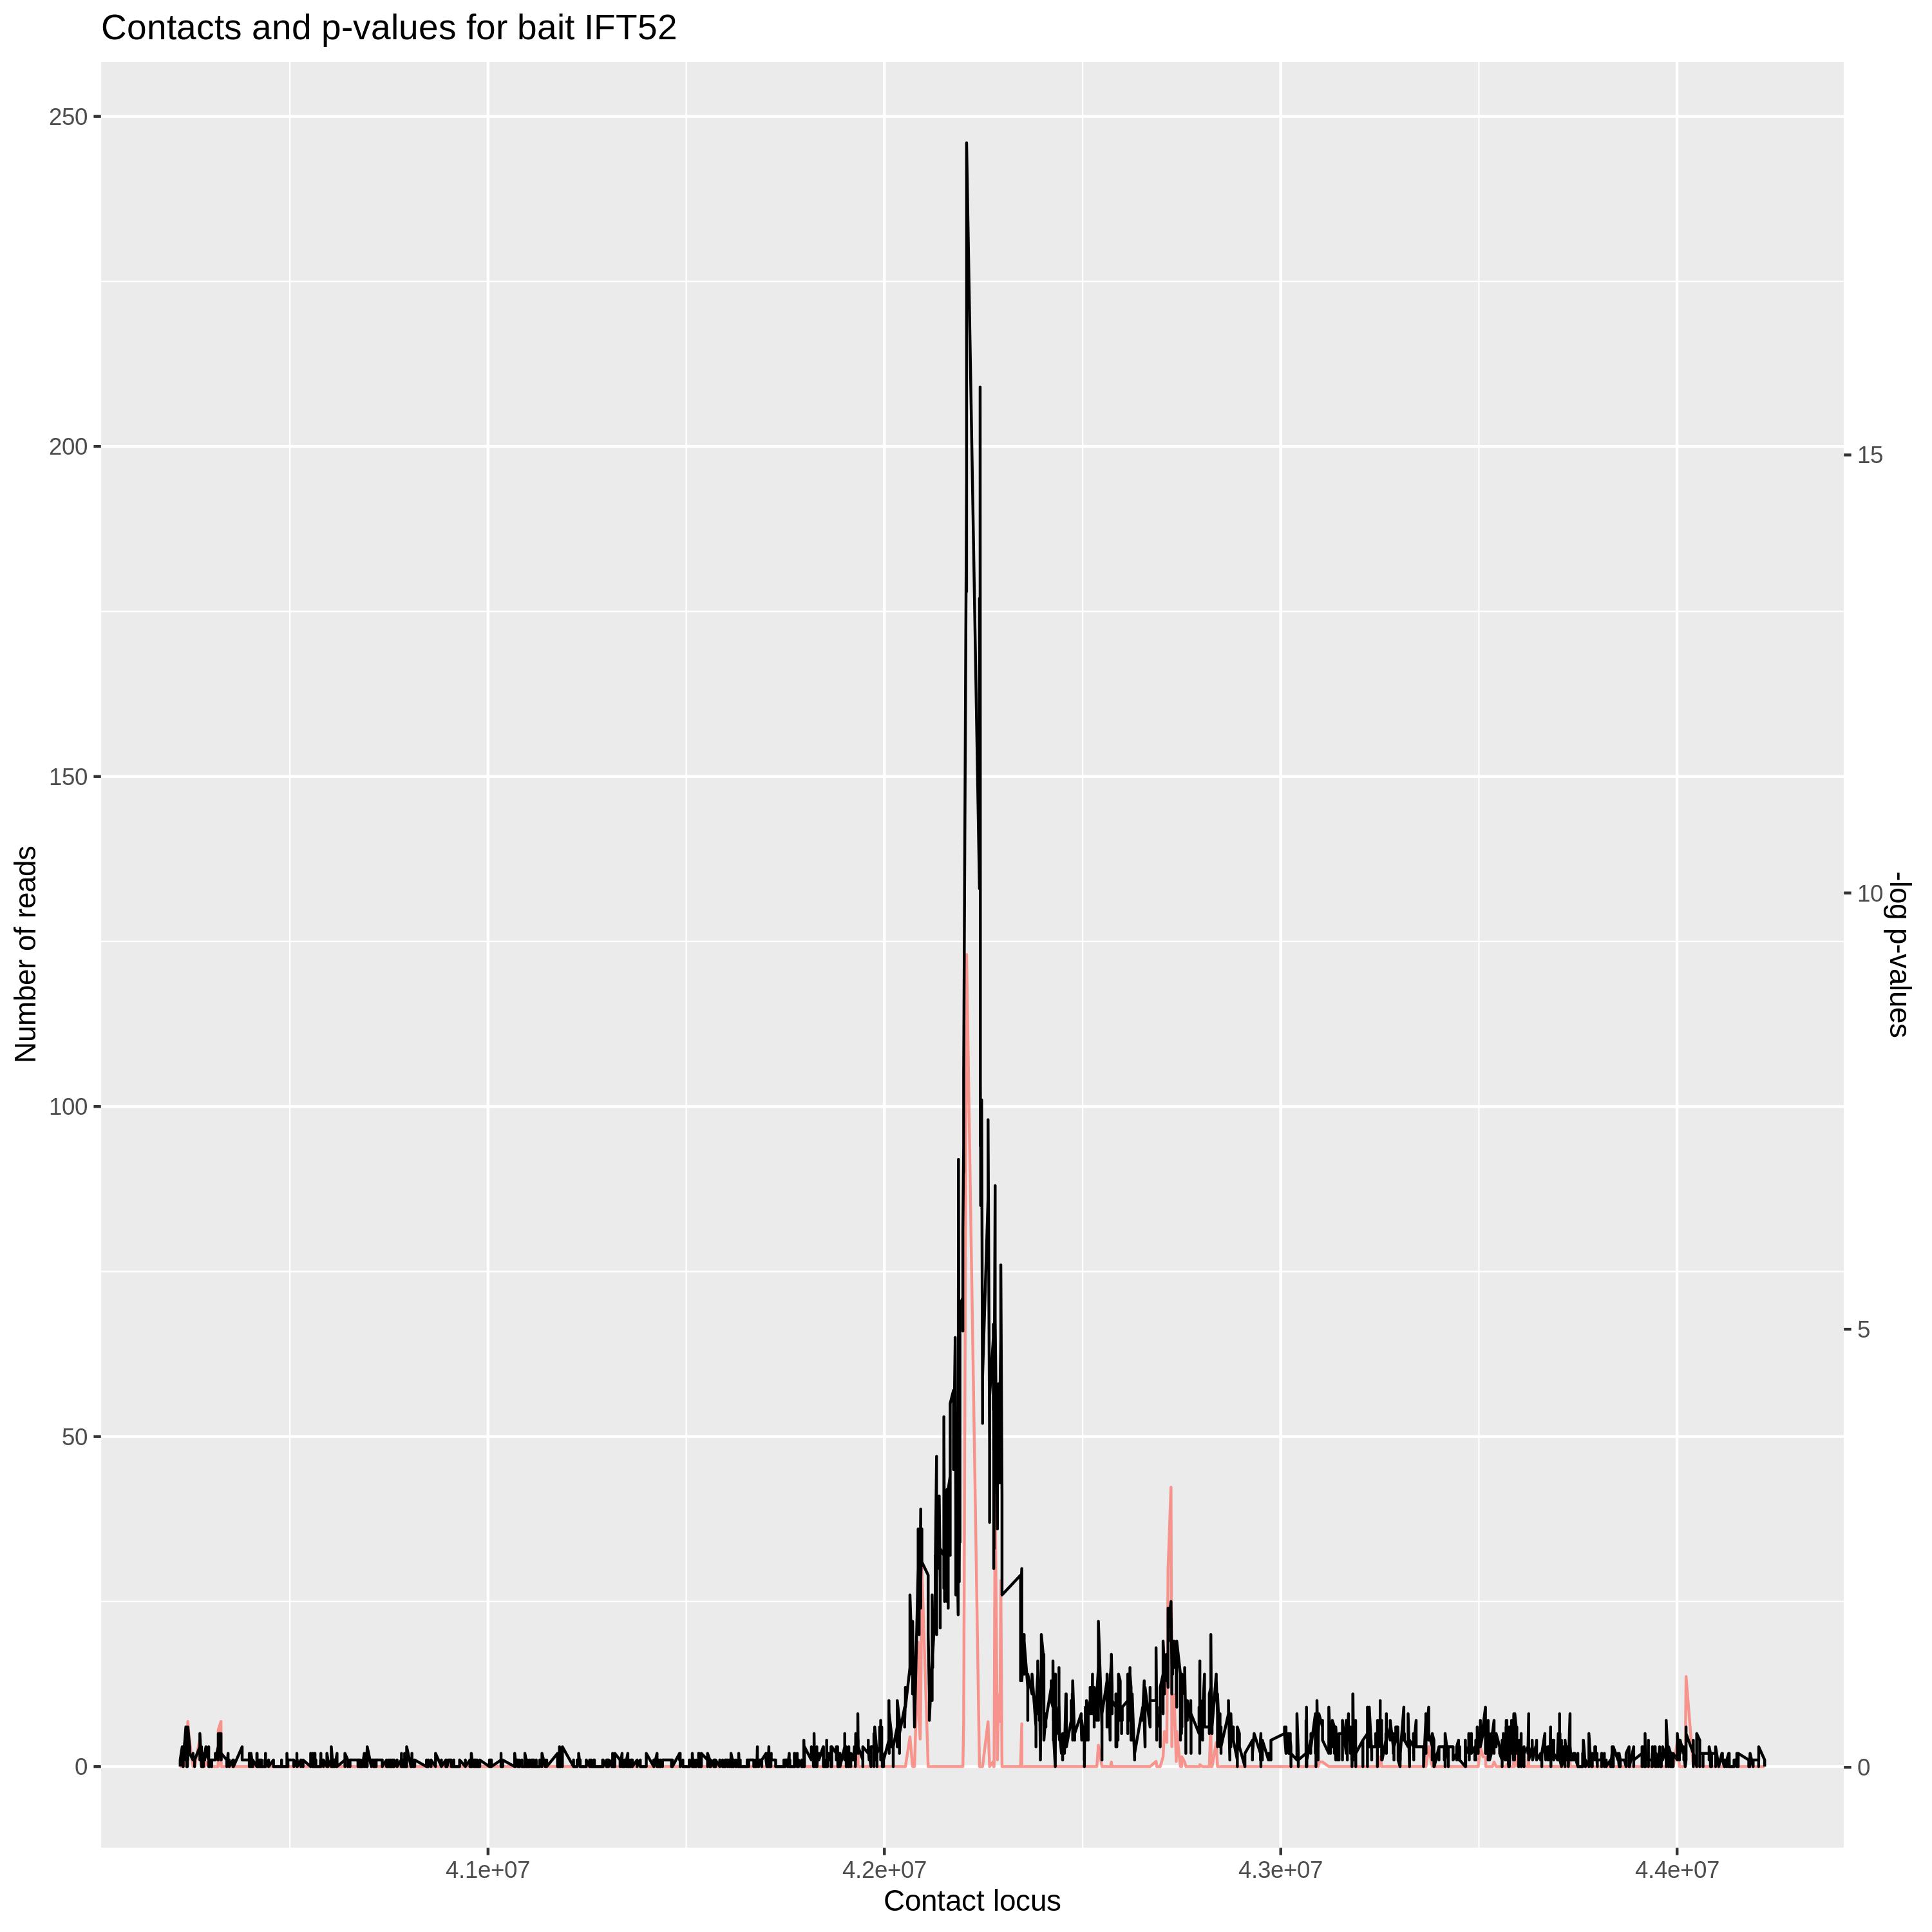 Contacts and p-values for bait IFT52
250
200
150
100
50
0
Number of reads
15
10
5
0
-log p-values
4.1e+07
4.2e+07
4.3e+07
4.4e+07
Contact locus